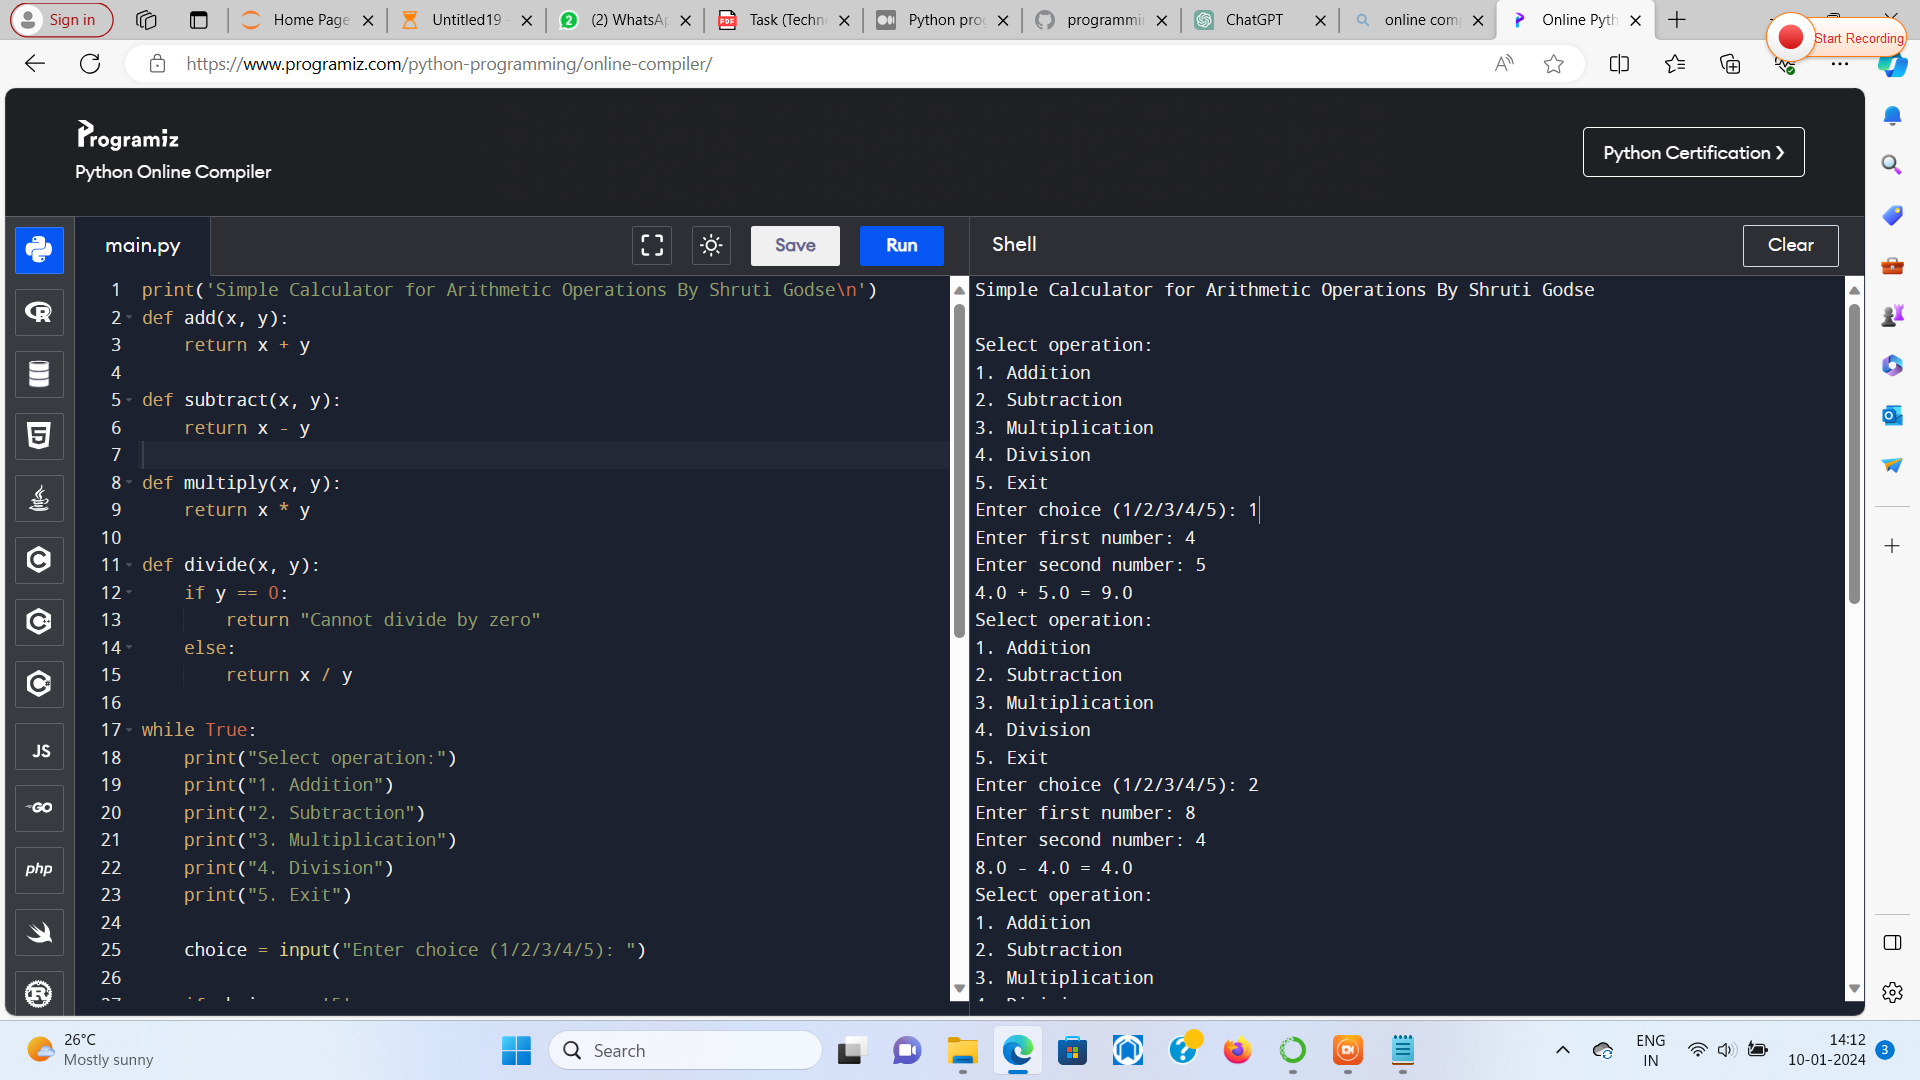 Sign in
Home Page
Untitled19 -
(2) WhatsAp
Task (Techn
Python prog
programmin
ChatGPT
online comp
Online Pyth
Start Recording
https://www.programiz.com/python-programming/online-compiler/
Programiz
Python Online Compiler
Python Certification ❯
main.py
Save
Run
Shell
Clear
1 print('Simple Calculator for Arithmetic Operations By Shruti Godse\n')
2 def add(x, y):
3 return x + y
4
5 def subtract(x, y):
6 return x - y
7
8 def multiply(x, y):
9 return x * y
10
11 def divide(x, y):
12 if y == 0:
13 return "Cannot divide by zero"
14 else:
15 return x / y
16
17 while True:
18 print("Select operation:")
19 print("1. Addition")
20 print("2. Subtraction")
21 print("3. Multiplication")
22 print("4. Division")
23 print("5. Exit")
24
25 choice = input("Enter choice (1/2/3/4/5): ")
26
Simple Calculator for Arithmetic Operations By Shruti Godse
Select operation:
1. Addition
2. Subtraction
3. Multiplication
4. Division
5. Exit
Enter choice (1/2/3/4/5): 1
Enter first number: 4
Enter second number: 5
4.0 + 5.0 = 9.0
Select operation:
1. Addition
2. Subtraction
3. Multiplication
4. Division
5. Exit
Enter choice (1/2/3/4/5): 2
Enter first number: 8
Enter second number: 4
8.0 - 4.0 = 4.0
Select operation:
1. Addition
2. Subtraction
3. Multiplication
JS
GO
php
26°C
Mostly sunny
Search
ENG
IN
14:12
10-01-2024
3